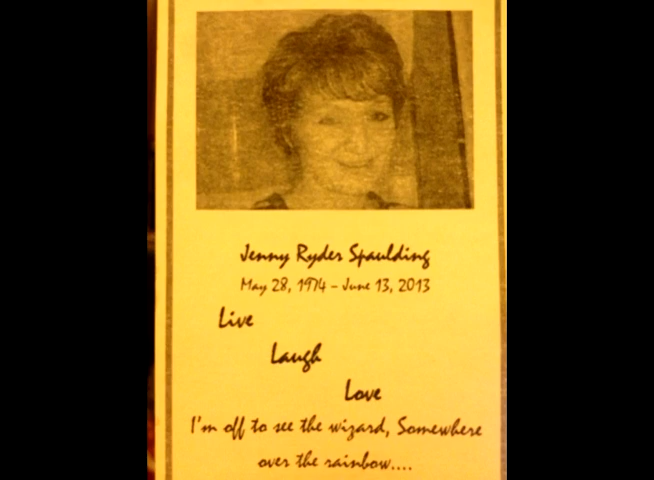 Jenny Ryder Spaulding
May 28, 1974 – June 13, 2013
Live
Laugh
Love
I'm off to see the wizard, Somewhere
over the rainbow....